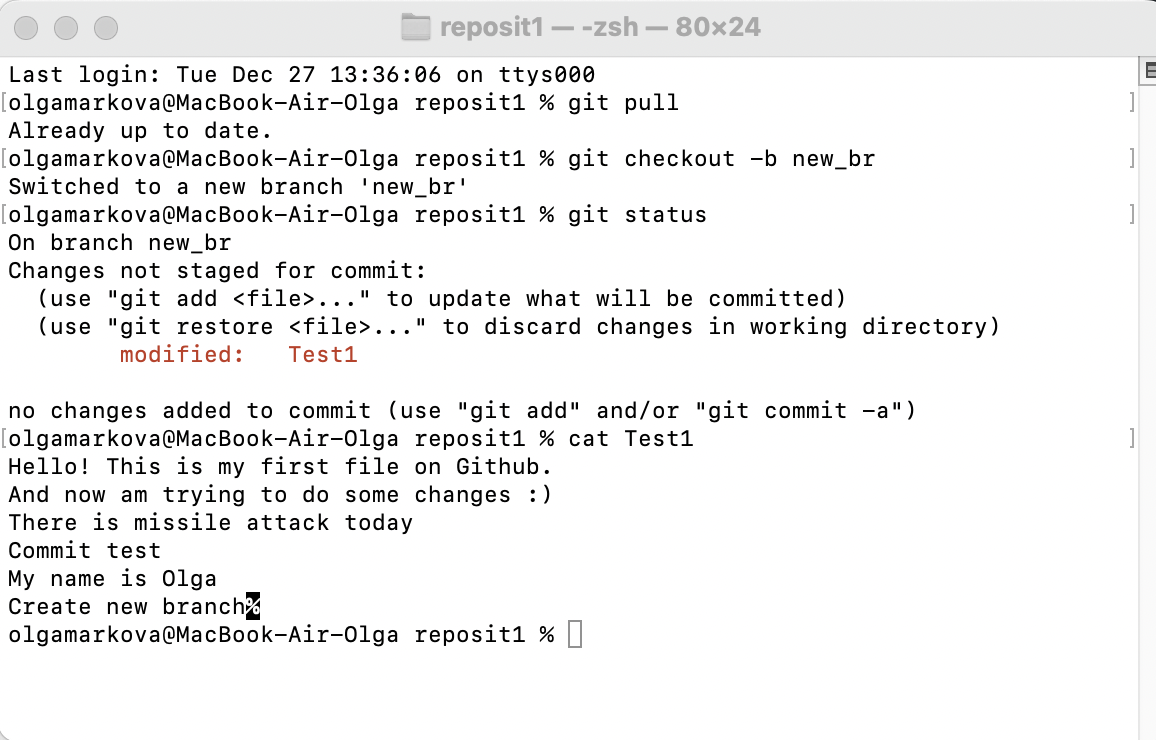 reposit1 — -zsh — 80×24
Last login: Tue Dec 27 13:36:06 on ttys000
[olgamarkova@MacBook-Air-Olga reposit1 % git pull ]
Already up to date.
[olgamarkova@MacBook-Air-Olga reposit1 % git checkout -b new_br ]
Switched to a new branch 'new_br'
[olgamarkova@MacBook-Air-Olga reposit1 % git status ]
On branch new_br
Changes not staged for commit:
  (use "git add <file>..." to update what will be committed)
  (use "git restore <file>..." to discard changes in working directory)
        modified:   Test1
no changes added to commit (use "git add" and/or "git commit -a")
[olgamarkova@MacBook-Air-Olga reposit1 % cat Test1 ]
Hello! This is my first file on Github.
And now am trying to do some changes :)
There is missile attack today
Commit test
My name is Olga
Create new branch%
olgamarkova@MacBook-Air-Olga reposit1 %